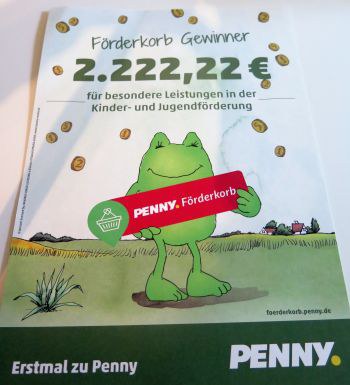 Förderkorb Gewinner
2.222,22 €
für besondere Leistungen in der
Kinder- und Jugendförderung
PENNY. Förderkorb
foerderkorb.penny.de
Erstmal zu Penny
PENNY.